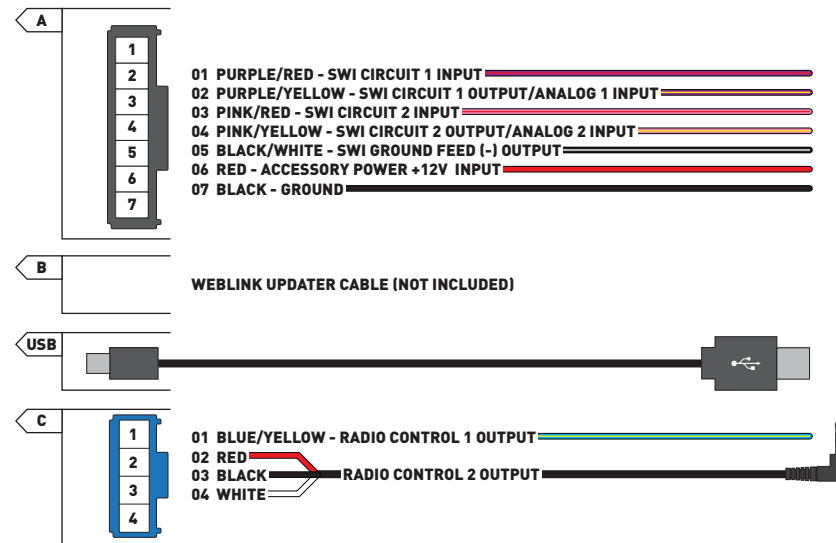 A
1
2
3
4
5
6
7
01 PURPLE/RED - SWI CIRCUIT 1 INPUT
02 PURPLE/YELLOW - SWI CIRCUIT 1 OUTPUT/ANALOG 1 INPUT
03 PINK/RED - SWI CIRCUIT 2 INPUT
04 PINK/YELLOW - SWI CIRCUIT 2 OUTPUT/ANALOG 2 INPUT
05 BLACK/WHITE - SWI GROUND FEED (-) OUTPUT
06 RED - ACCESSORY POWER +12V INPUT
07 BLACK - GROUND
B
WEBLINK UPDATER CABLE (NOT INCLUDED)
USB
C
1
2
3
4
01 BLUE/YELLOW - RADIO CONTROL 1 OUTPUT
02 RED
03 BLACK
RADIO CONTROL 2 OUTPUT
04 WHITE